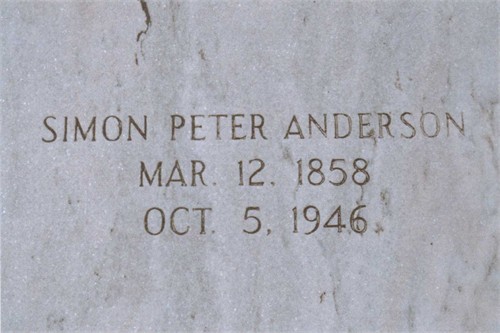 SIMON PETER ANDERSON
MAR. 12, 1858
OCT. 5, 1946